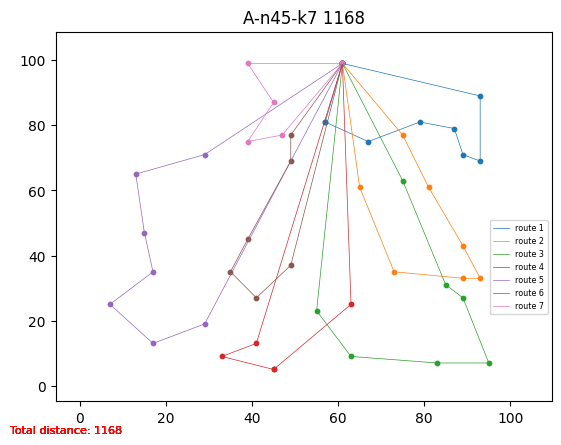 A-n45-k7 1168
100
80
60
40
20
0
0 20 40 60 80 100
route 1
route 2
route 3
route 4
route 5
route 6
route 7
Total distance: 1168